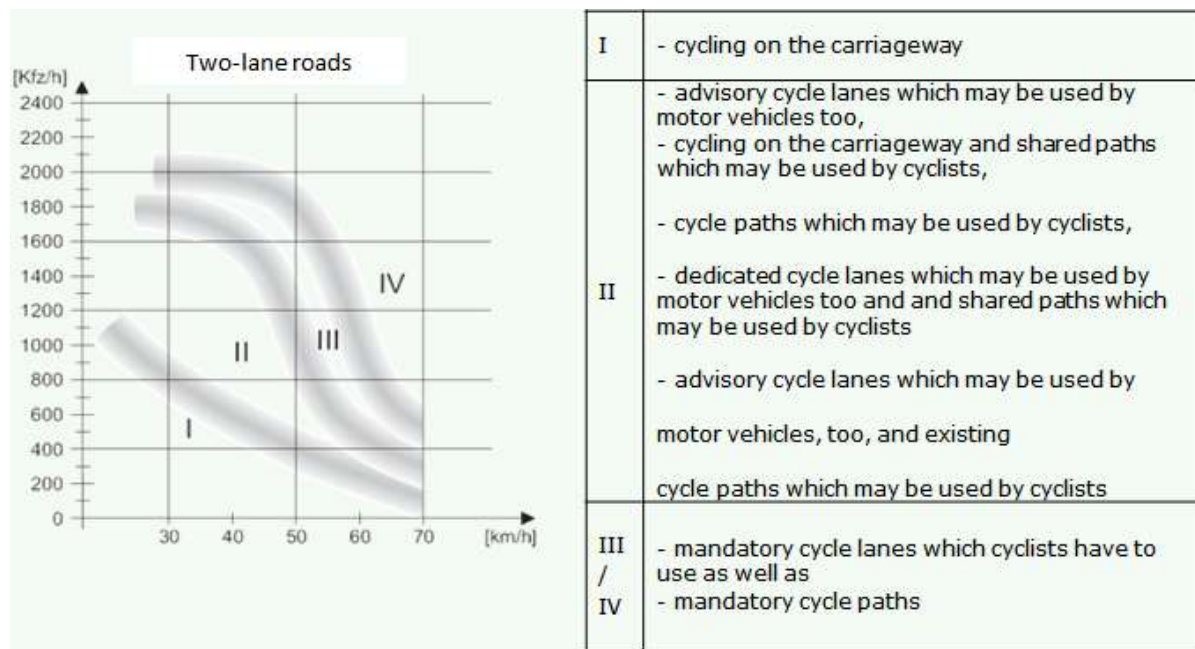 Two-lane roads
[Kfz/h]
2400
2200
2000
1800
1600
1400
1200
1000
800
600
400
200
0
30
40
50
60
70
[km/h]
I
II
III
IV
I
- cycling on the carriageway
II
- advisory cycle lanes which may be used by
motor vehicles too,
- cycling on the carriageway and shared paths
which may be used by cyclists,
- cycle paths which may be used by cyclists,
- dedicated cycle lanes which may be used by
motor vehicles too and and shared paths which
may be used by cyclists
- advisory cycle lanes which may be used by
motor vehicles, too, and existing
cycle paths which may be used by cyclists
III
/
IV
- mandatory cycle lanes which cyclists have to
use as well as
- mandatory cycle paths